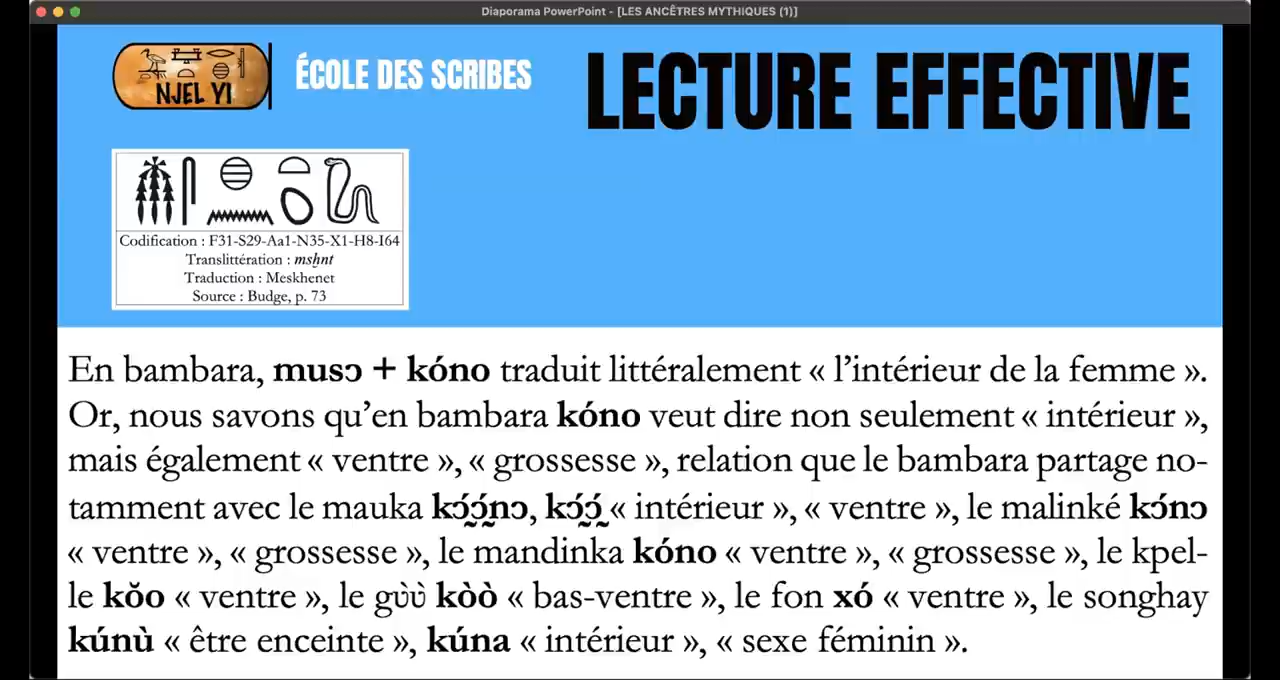 Diaporama PowerPoint - [LES ANCÊTRES MYTHIQUES (1)]
NJEL YI
ÉCOLE DES SCRIBES
LECTURE EFFECTIVE
Codification : F31-S29-Aa1-N35-X1-H8-I64
Translittération : msḫnt
Traduction : Meskhenet
Source : Budge, p. 73
En bambara, musɔ + kóno traduit littéralement « l’intérieur de la femme ».
Or, nous savons qu’en bambara kóno veut dire non seulement « intérieur »,
mais également « ventre », « grossesse », relation que le bambara partage no-
tamment avec le mauka kɔ̰́ɔ̰́nɔ, kɔ̰́ɔ̰́ « intérieur », « ventre », le malinké kɔ́nɔ
« ventre », « grossesse », le mandinka kóno « ventre », « grossesse », le kpel-
le kǒo « ventre », le gʋ̀ʋ̀ kòò « bas-ventre », le fon xó « ventre », le songhay
kúnù « être enceinte », kúna « intérieur », « sexe féminin ».